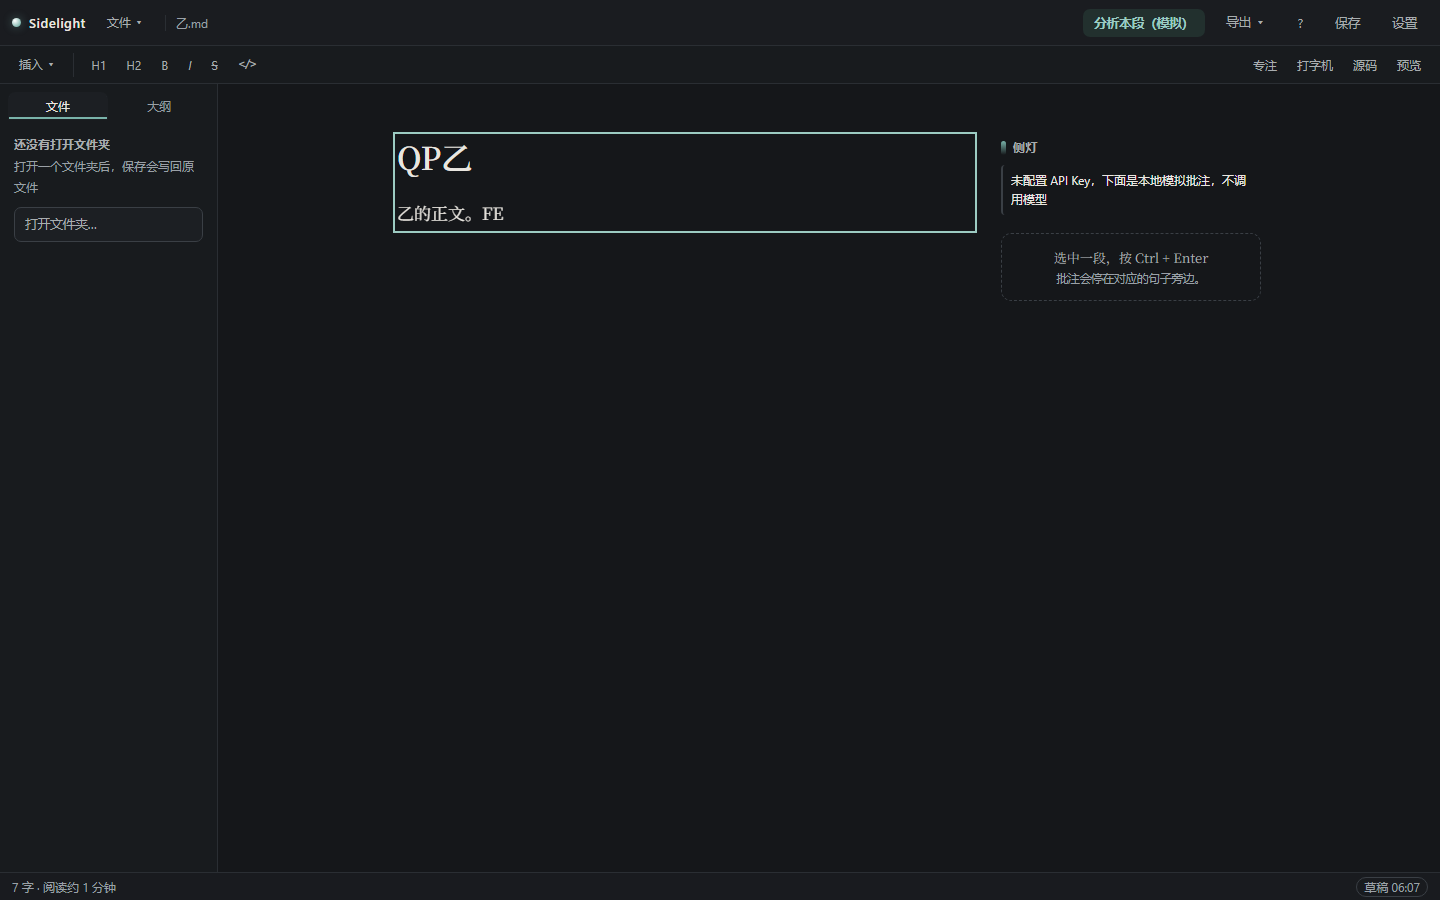 Sidelight 文件 乙.md 分析本段（模拟） 导出 ? 保存 设置
插入 H1 H2 B I S </> 专注 打字机 源码 预览
文件 大纲
还没有打开文件夹
打开一个文件夹后，保存会写回原
文件
打开文件夹...
QP乙
乙的正文。FE
侧灯
未配置 API Key，下面是本地模拟批注，不调
用模型
选中一段，按 Ctrl + Enter
批注会停在对应的句子旁边。
7 字 · 阅读约 1 分钟 草稿 06:07